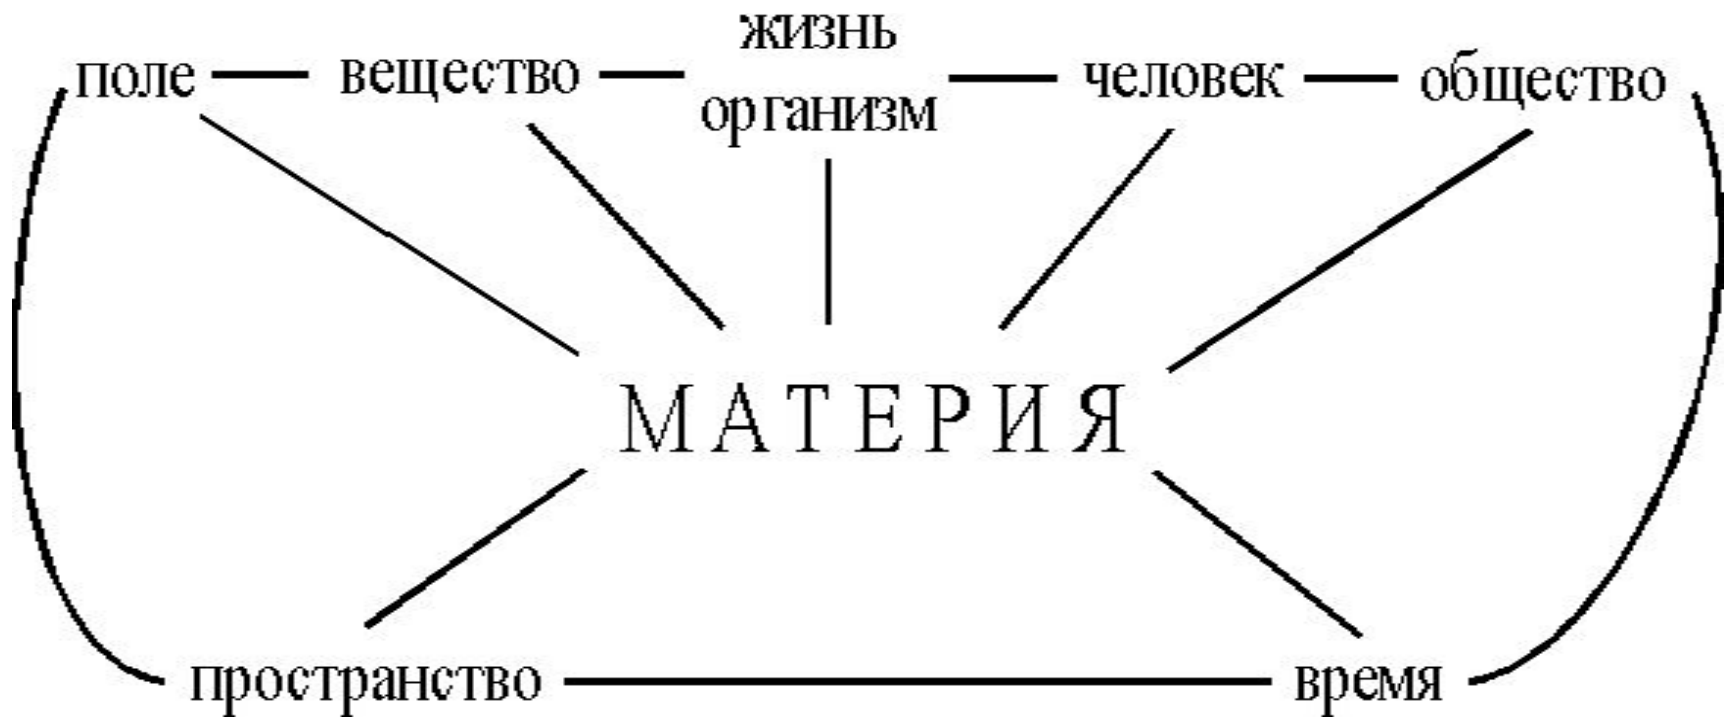 жизнь
поле вещество человек общество
организм
МАТЕРИЯ
пространство время